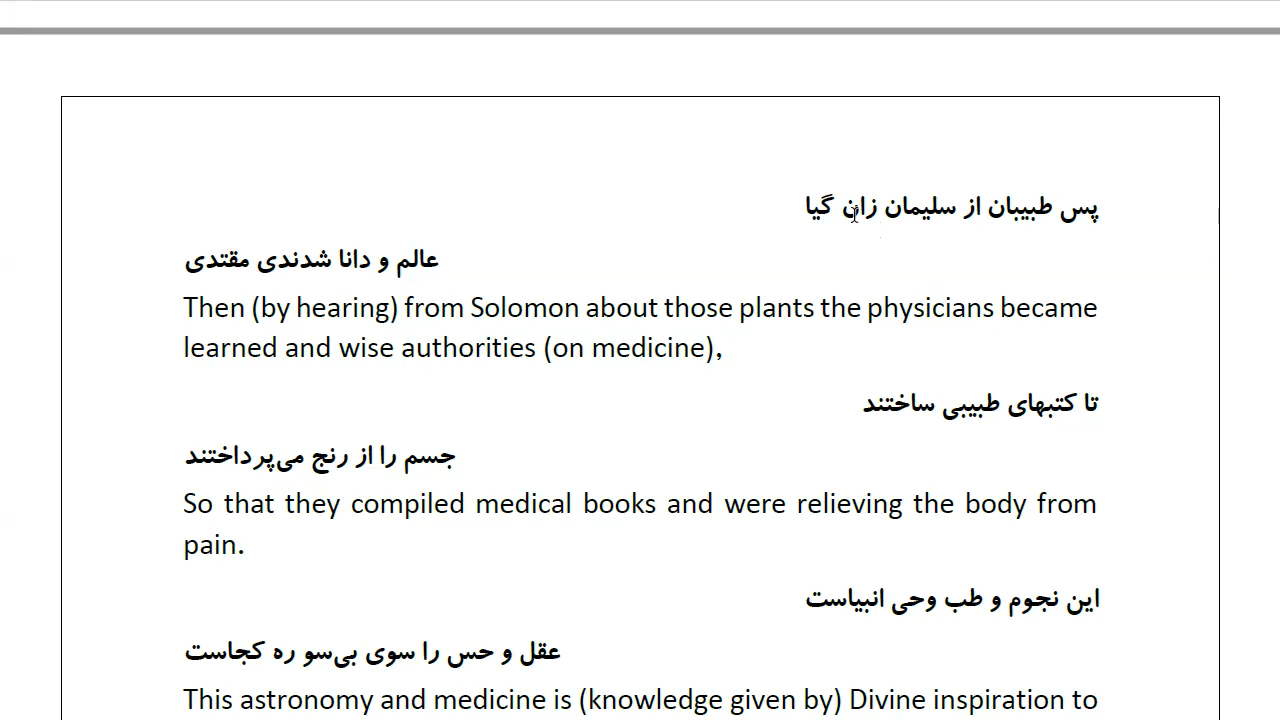 پس طبیبان از سلیمان زان گیا
عالم و دانا شدندی مقتدی
Then (by hearing) from Solomon about those plants the physicians became
learned and wise authorities (on medicine),
تا کتبهای طبیبی ساختند
جسم را از رنج می‌پرداختند
So that they compiled medical books and were relieving the body from
pain.
این نجوم و طب وحی انبیاست
عقل و حس را سوی بی‌سو ره کجاست
This astronomy and medicine is (knowledge given by) Divine inspiration to